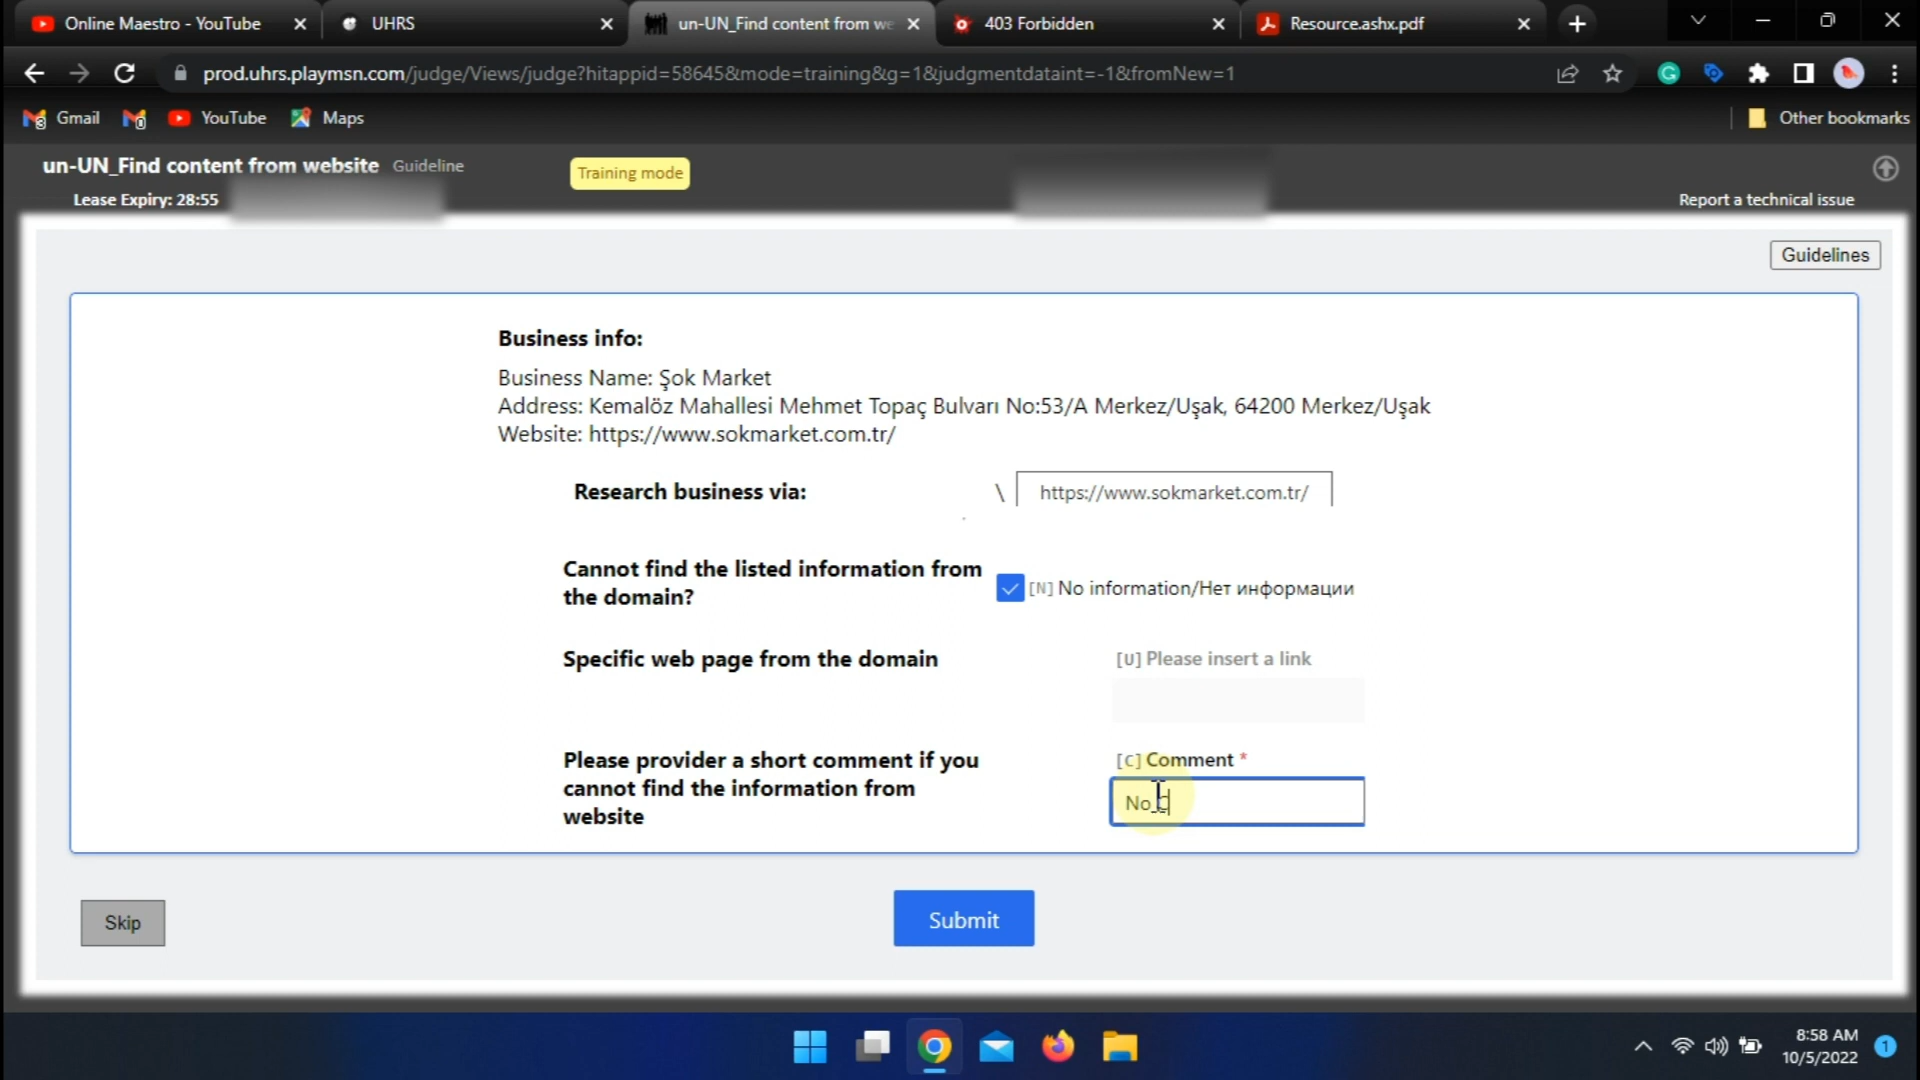 Online Maestro - YouTube
UHRS
un-UN_Find content from we
403 Forbidden
Resource.ashx.pdf
prod.uhrs.playmsn.com/judge/Views/judge?hitappid=58645&mode=training&g=1&judgmentdataint=-1&fromNew=1
Gmail
YouTube
Maps
Other bookmarks
un-UN_Find content from website Guideline
Training mode
Lease Expiry: 28:55
Report a technical issue
Guidelines
Business info:
Business Name: Şok Market
Address: Kemalöz Mahallesi Mehmet Topaç Bulvarı No:53/A Merkez/Uşak, 64200 Merkez/Uşak
Website: https://www.sokmarket.com.tr/
Research business via:
\ https://www.sokmarket.com.tr/
Cannot find the listed information from
the domain?
[N] No information/Нет информации
Specific web page from the domain
[U] Please insert a link
Please provider a short comment if you
cannot find the information from
website
[C] Comment *
No
Skip
Submit
8:58 AM
10/5/2022
1